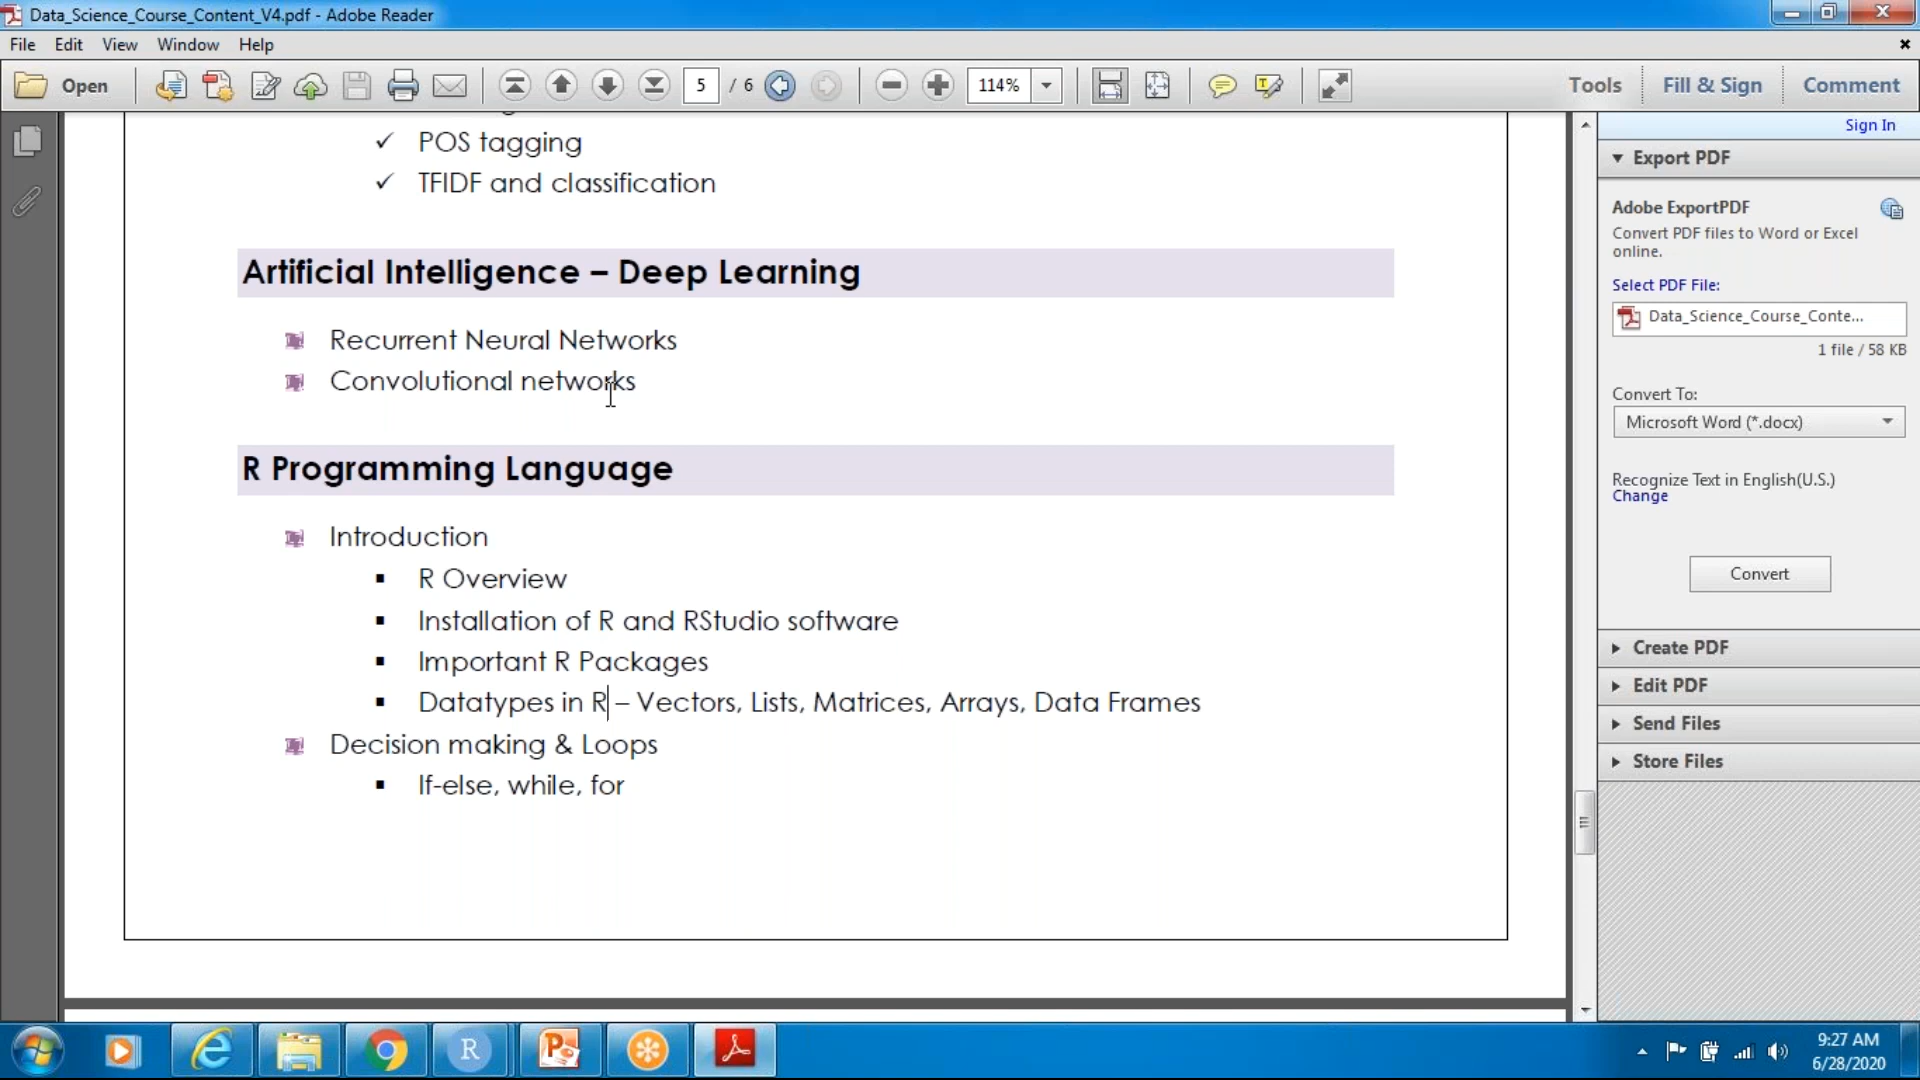 Data_Science_Course_Content_V4.pdf - Adobe Reader
File Edit View Window Help
Open 5 / 6 114% Tools Fill & Sign Comment
Sign In
POS tagging
TFIDF and classification
Artificial Intelligence – Deep Learning
Recurrent Neural Networks
Convolutional networks
R Programming Language
Introduction
R Overview
Installation of R and RStudio software
Important R Packages
Datatypes in R – Vectors, Lists, Matrices, Arrays, Data Frames
Decision making & Loops
If-else, while, for
Export PDF
Adobe ExportPDF
Convert PDF files to Word or Excel
online.
Select PDF File:
Data_Science_Course_Conte...
1 file / 58 KB
Convert To:
Microsoft Word (*.docx)
Recognize Text in English(U.S.)
Change
Convert
Create PDF
Edit PDF
Send Files
Store Files
9:27 AM
6/28/2020